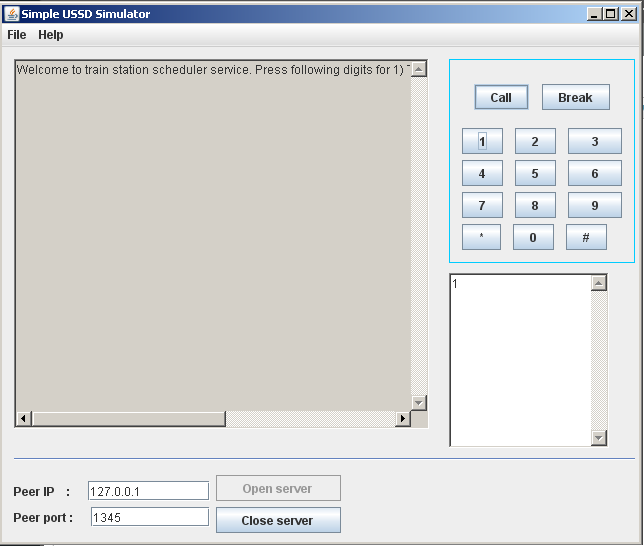 Simple USSD Simulator
File Help
Welcome to train station scheduler service. Press following digits for 1)
Call Break
1 2 3
4 5 6
7 8 9
* 0 #
1
Peer IP : 127.0.0.1 Open server
Peer port : 1345 Close server